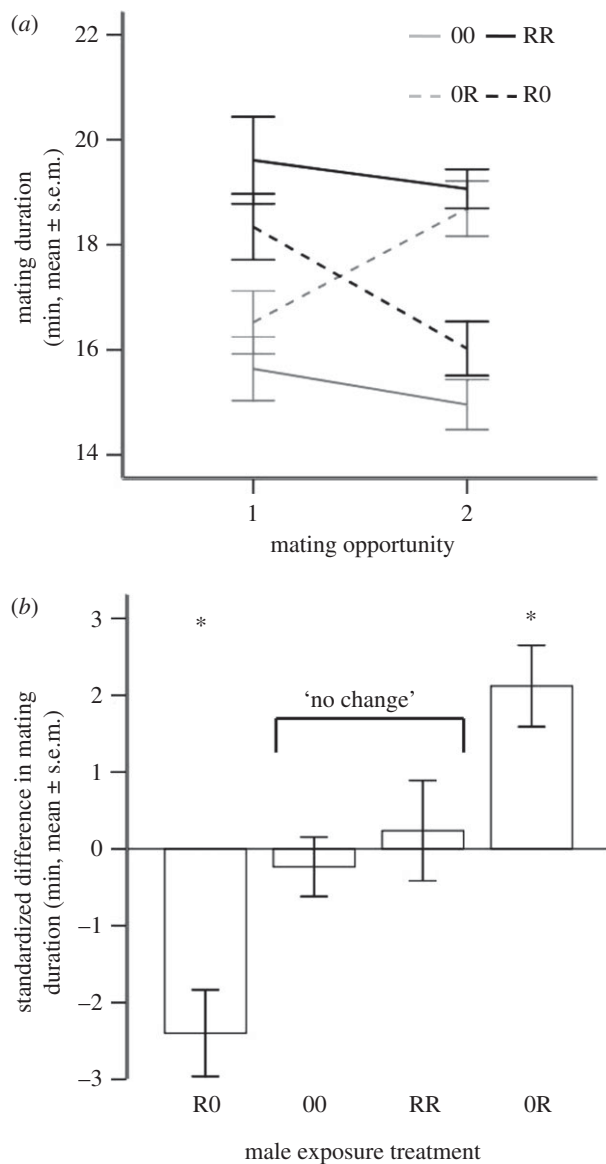 (a)
22
20
18
16
14
mating duration
(min, mean ± s.e.m.)
00 RR
0R R0
1 2
mating opportunity
(b)
3
2
1
0
–1
–2
–3
standardized difference in mating
duration (min, mean ± s.e.m.)
* *
'no change'
R0 00 RR 0R
male exposure treatment